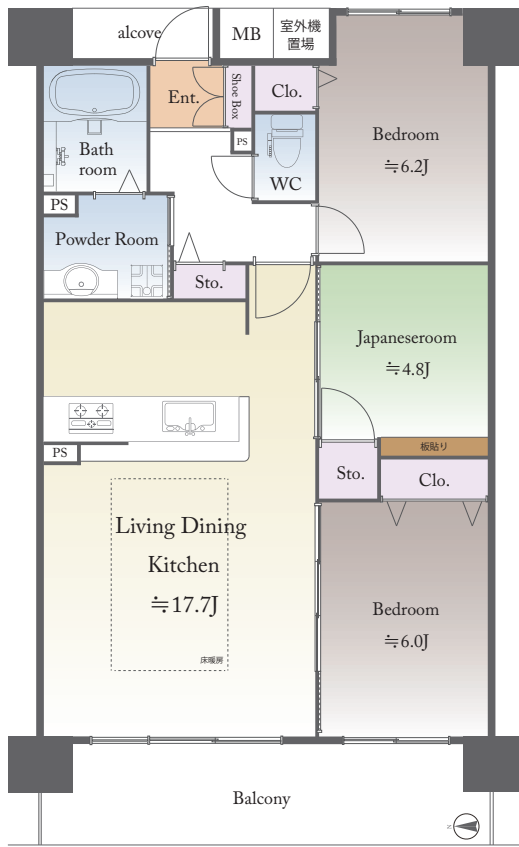 alcove
MB
室外機
置場
Ent.
Shoe Box
Clo.
Bedroom
≒6.2J
Bath
room
PS
WC
PS
Powder Room
Sto.
Japaneseroom
≒4.8J
板貼り
PS
Sto.
Clo.
Living Dining
Kitchen
≒17.7J
床暖房
Bedroom
≒6.0J
Balcony
N